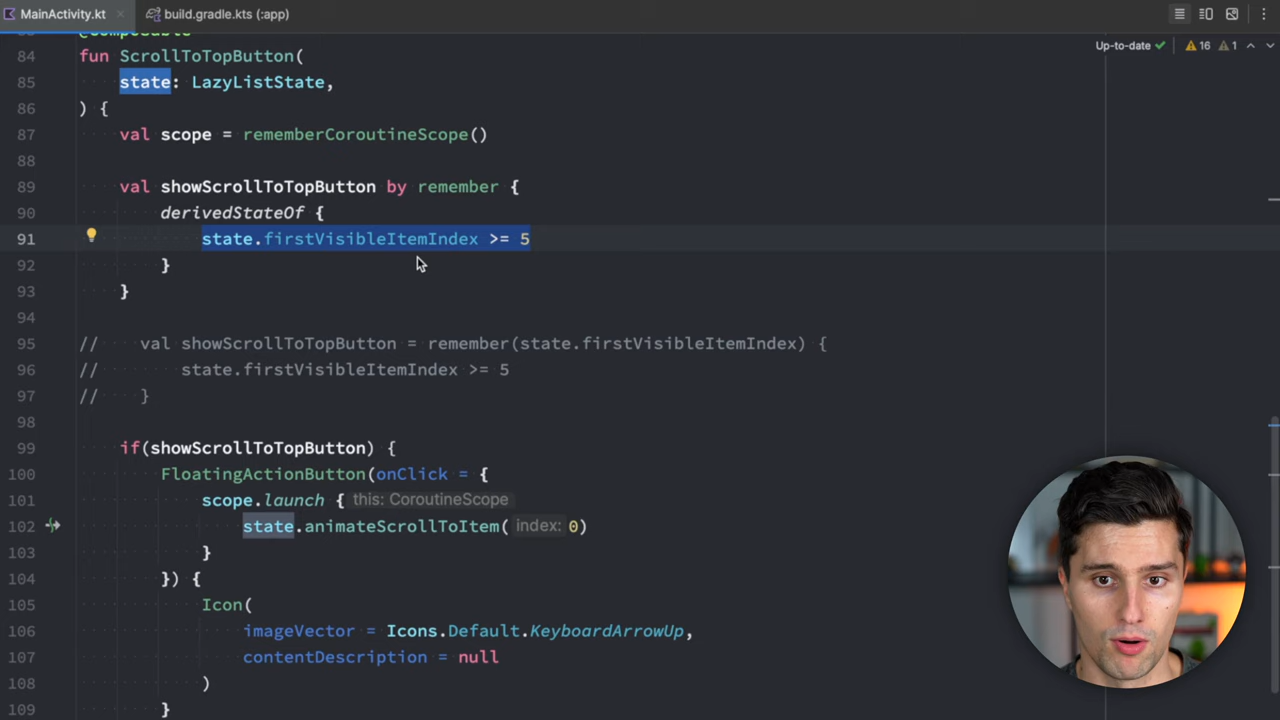 MainActivity.kt
build.gradle.kts (:app)
Up-to-date 16 1
84 fun ScrollToTopButton(
85 state: LazyListState,
86 ) {
87 val scope = rememberCoroutineScope()
88
89 val showScrollToTopButton by remember {
90 derivedStateOf {
91 state.firstVisibleItemIndex >= 5
92 }
93 }
94
95 // val showScrollToTopButton = remember(state.firstVisibleItemIndex) {
96 // state.firstVisibleItemIndex >= 5
97 // }
98
99 if(showScrollToTopButton) {
100 FloatingActionButton(onClick = {
101 scope.launch { this: CoroutineScope
102 state.animateScrollToItem( index: 0)
103 }
104 }) {
105 Icon(
106 imageVector = Icons.Default.KeyboardArrowUp,
107 contentDescription = null
108 )
109 }